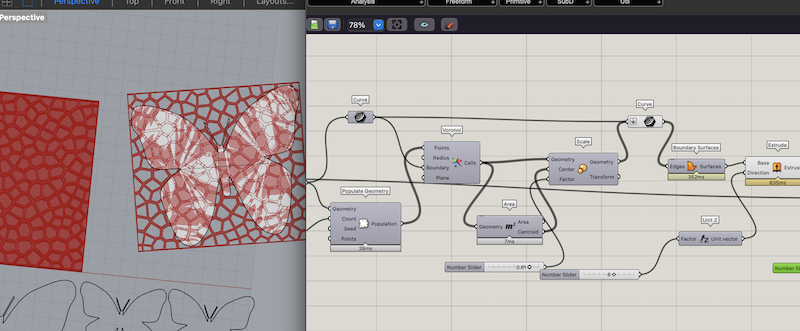 Perspective
Top
Front
Right
Layouts...
Perspective
Analysis
Freeform
Primitive
SubD
Util
78%
Curve
Voronoi
Points
Radius
Boundary
Plane
Cells
Populate Geometry
Geometry
Count
Seed
Points
Population
28ms
Area
Geometry
Area
Centroid
7ms
Scale
Geometry
Center
Factor
Geometry
Transform
Curve
Boundary Surfaces
Edges
Surfaces
352ms
Extrude
Base
Direction
Extrus
635ms
Unit Z
Factor
Unit vector
Number Slider
0.81
Number Slider
6
Number Sl